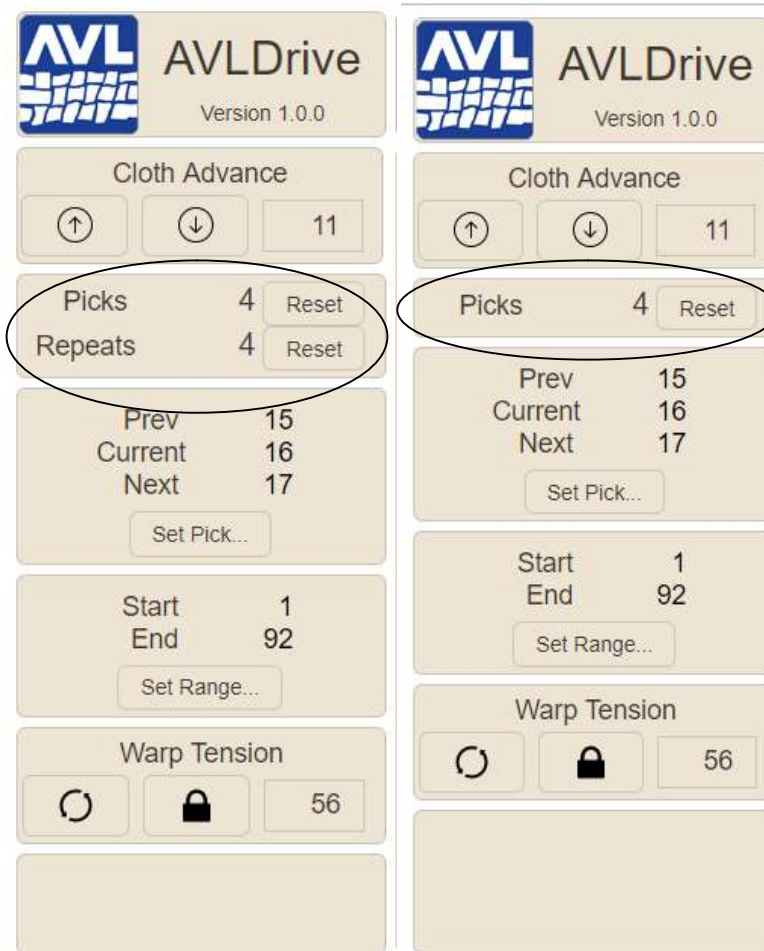 AVL
AVLDrive
Version 1.0.0
Cloth Advance
11
Picks 4 Reset
Repeats 4 Reset
Prev 15
Current 16
Next 17
Set Pick...
Start 1
End 92
Set Range...
Warp Tension
56
AVL
AVLDrive
Version 1.0.0
Cloth Advance
11
Picks 4 Reset
Prev 15
Current 16
Next 17
Set Pick...
Start 1
End 92
Set Range...
Warp Tension
56